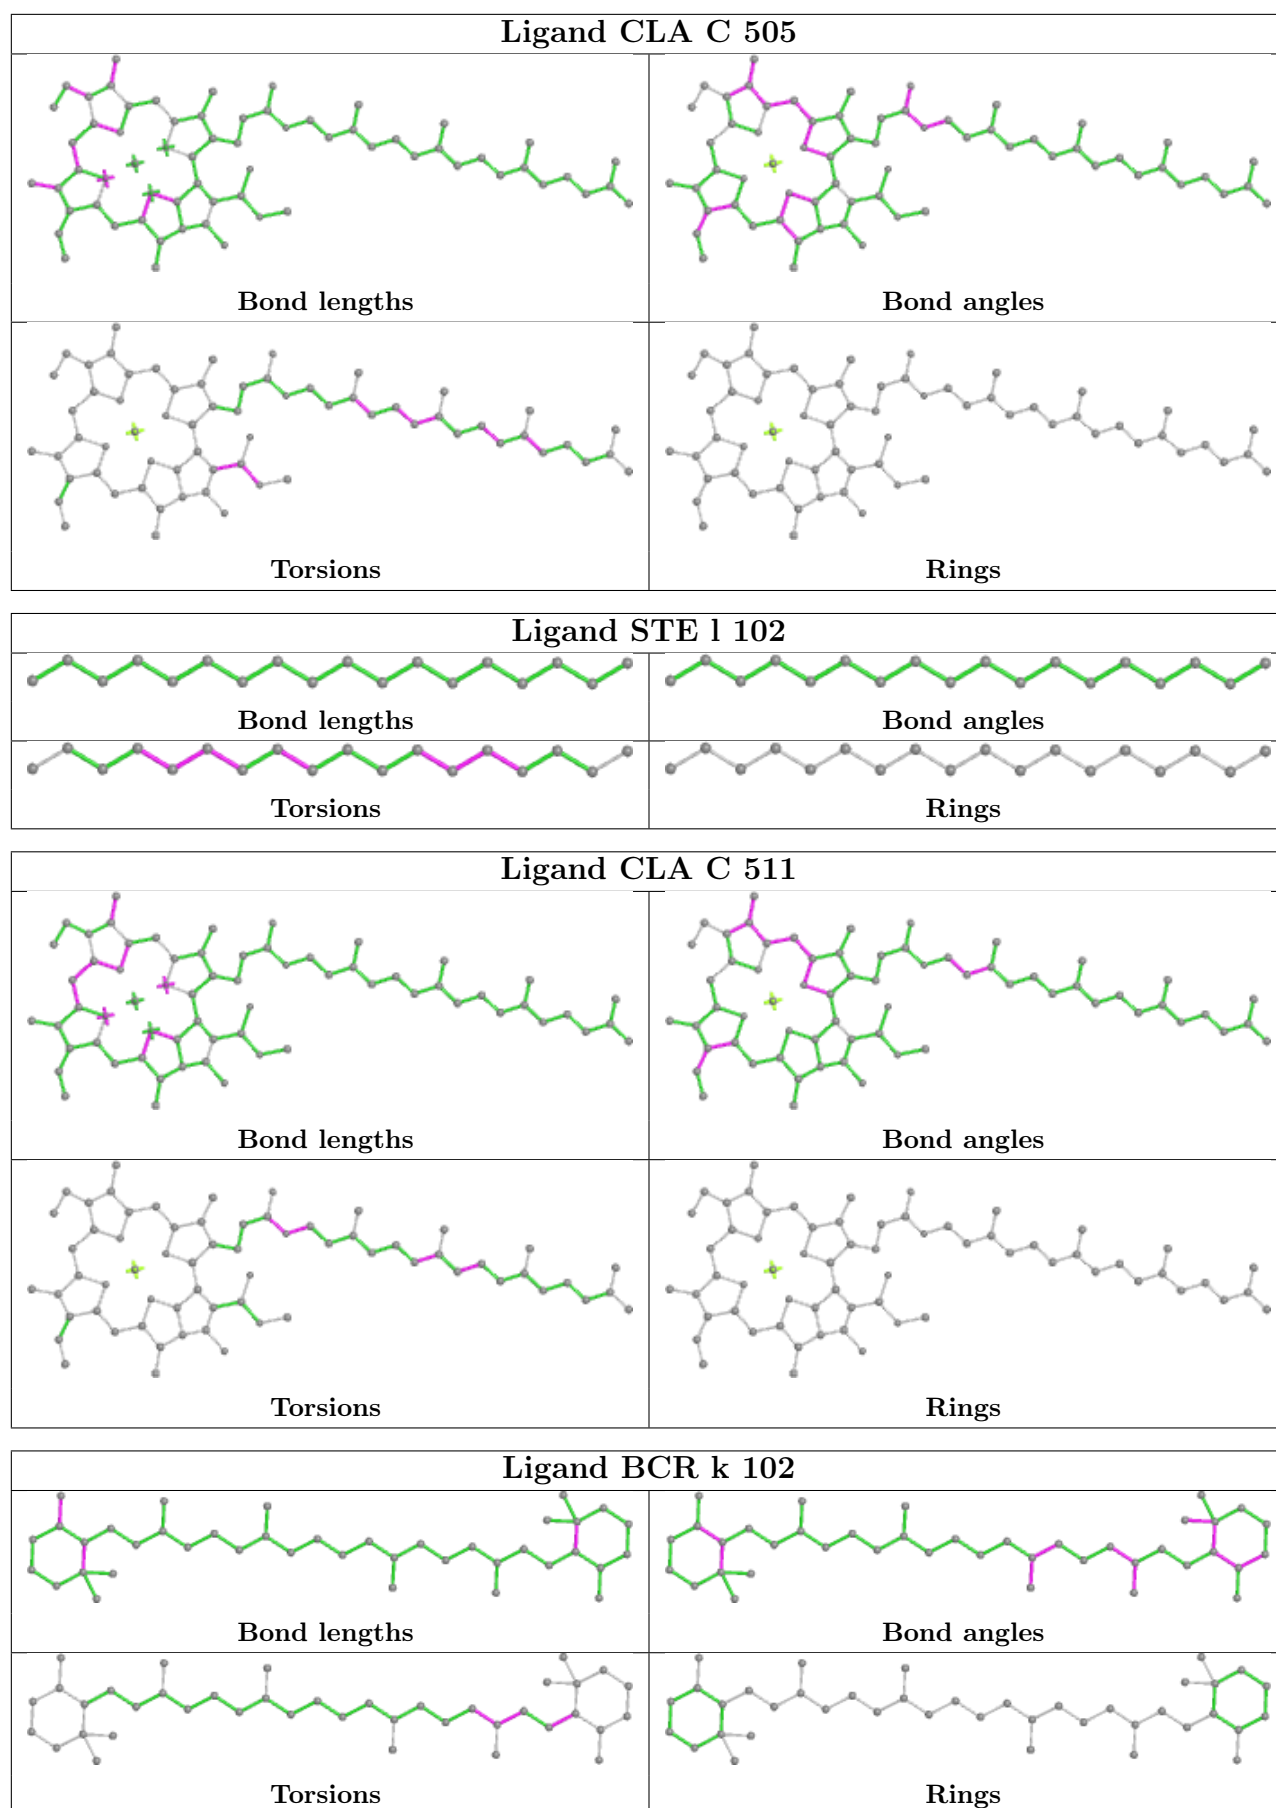 Ligand CLA C 505
Bond lengths Bond angles
Torsions Rings
Ligand STE l 102
Bond lengths Bond angles
Torsions Rings
Ligand CLA C 511
Bond lengths Bond angles
Torsions Rings
Ligand BCR k 102
Bond lengths Bond angles
Torsions Rings